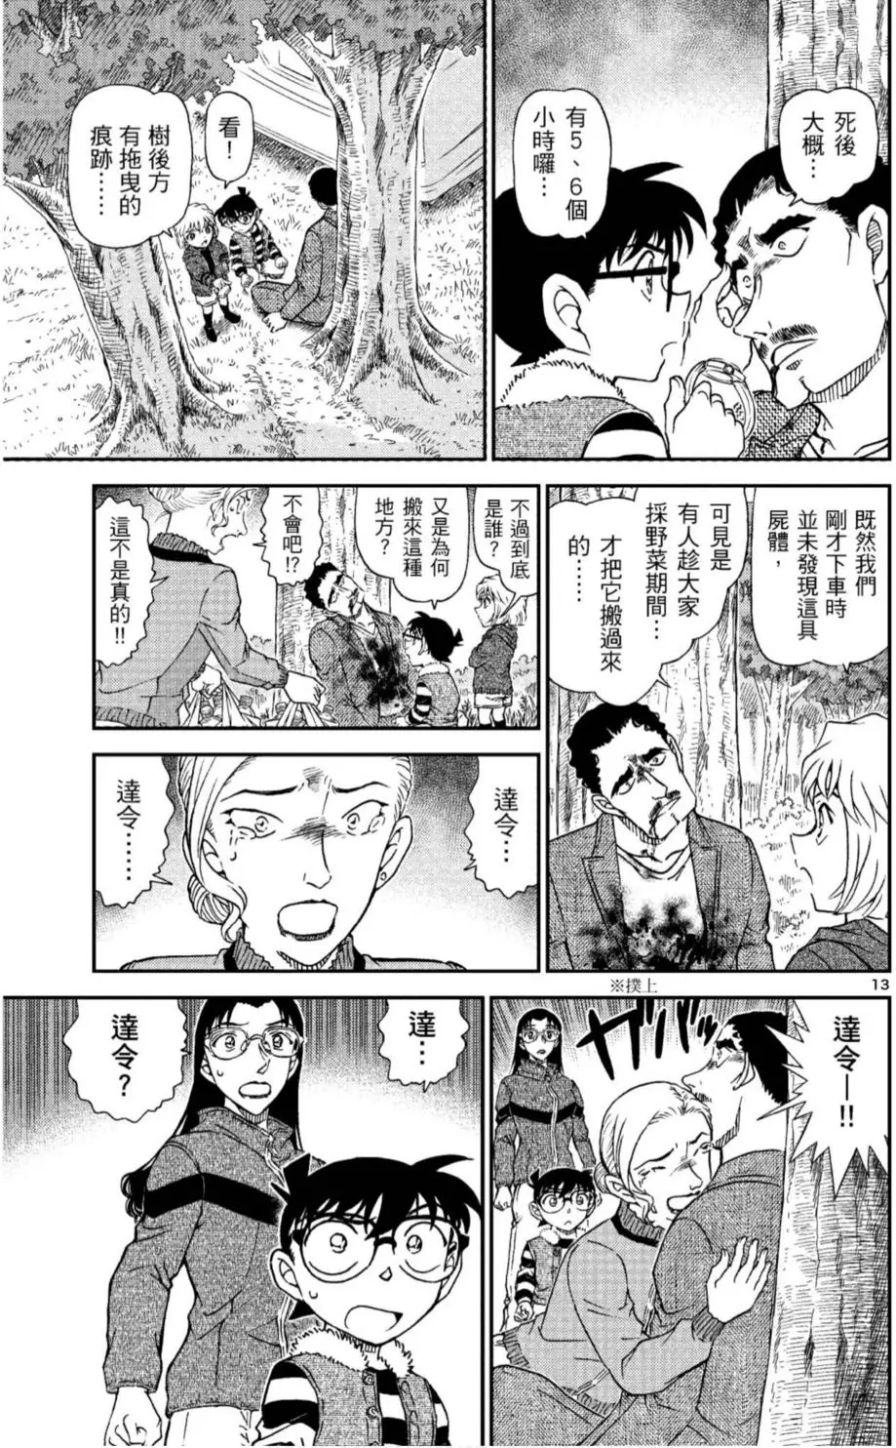 死後
大概…
有5、6個
小時囉…
看！
樹後方
有拖曳的
痕跡……
既然我們
剛才下車時
並未發現這具
屍體，
可見是
有人趁大家
採野菜期間…
才把它搬過來
的……
不過到底
是誰？
又是為何
搬來這種
地方？
不會吧!?
這不是真的!!
達令…
達令……
13
※撲上
達令—!!
ガバッ
達…
達令？